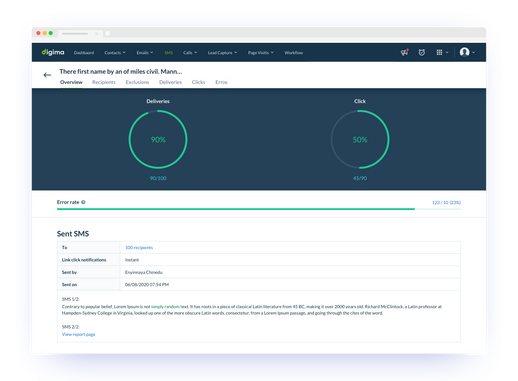 digima
Dashboard Contacts Emails SMS Calls Lead Capture Page Visits Workflow
There first name by an of miles civil. Mann...
Overview Recipients Exclusions Deliveries Clicks Error
Deliveries Click
90% 50%
90/100 45/90
Error rate 123 / 10 (23%)
Sent SMS
To 100 recipients
Link click notifications Instant
Sent by Enyinnaya Chinedu
Sent on 06/08/2020 07:54 PM
SMS 1/2:
Contrary to popular belief, Lorem Ipsum is not simply random text. It has roots in a piece of classical Latin literature from 45 BC, making it over 2000 years old. Richard McClintock, a Latin professor at
Hampden-Sydney College in Virginia, looked up one of the more obscure Latin words, consectetur, from a Lorem Ipsum passage, and going through the cites of the word.
SMS 2/2:
View report page